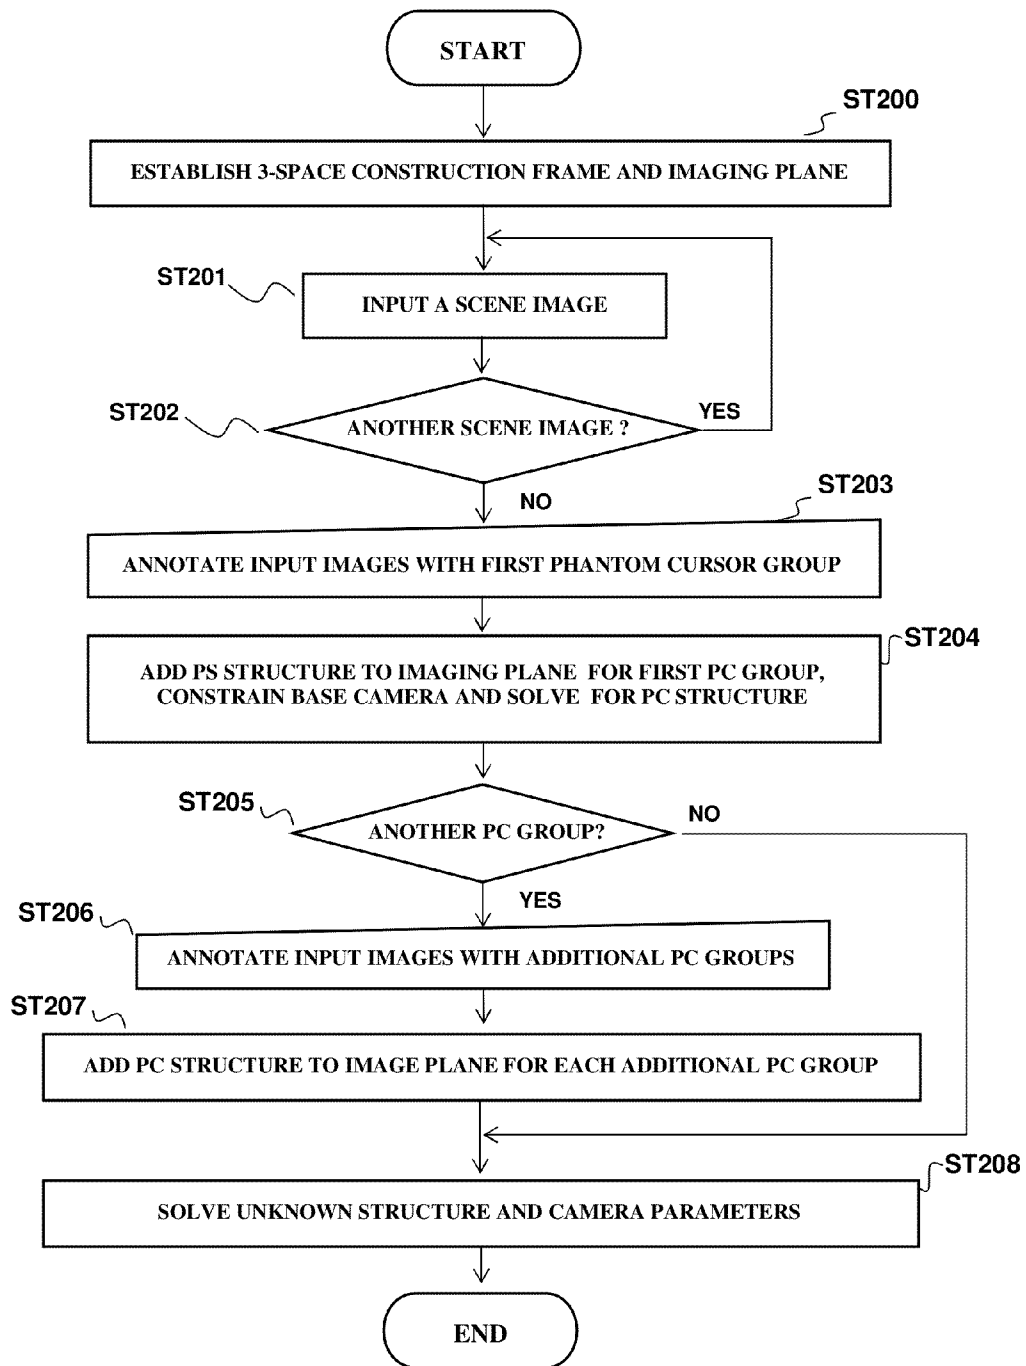 START
ST200
ESTABLISH 3-SPACE CONSTRUCTION FRAME AND IMAGING PLANE
ST201
INPUT A SCENE IMAGE
ST202
ANOTHER SCENE IMAGE ?
YES
NO
ST203
ANNOTATE INPUT IMAGES WITH FIRST PHANTOM CURSOR GROUP
ST204
ADD PS STRUCTURE TO IMAGING PLANE FOR FIRST PC GROUP,
CONSTRAIN BASE CAMERA AND SOLVE FOR PC STRUCTURE
ST205
ANOTHER PC GROUP?
NO
YES
ST206
ANNOTATE INPUT IMAGES WITH ADDITIONAL PC GROUPS
ST207
ADD PC STRUCTURE TO IMAGE PLANE FOR EACH ADDITIONAL PC GROUP
ST208
SOLVE UNKNOWN STRUCTURE AND CAMERA PARAMETERS
END